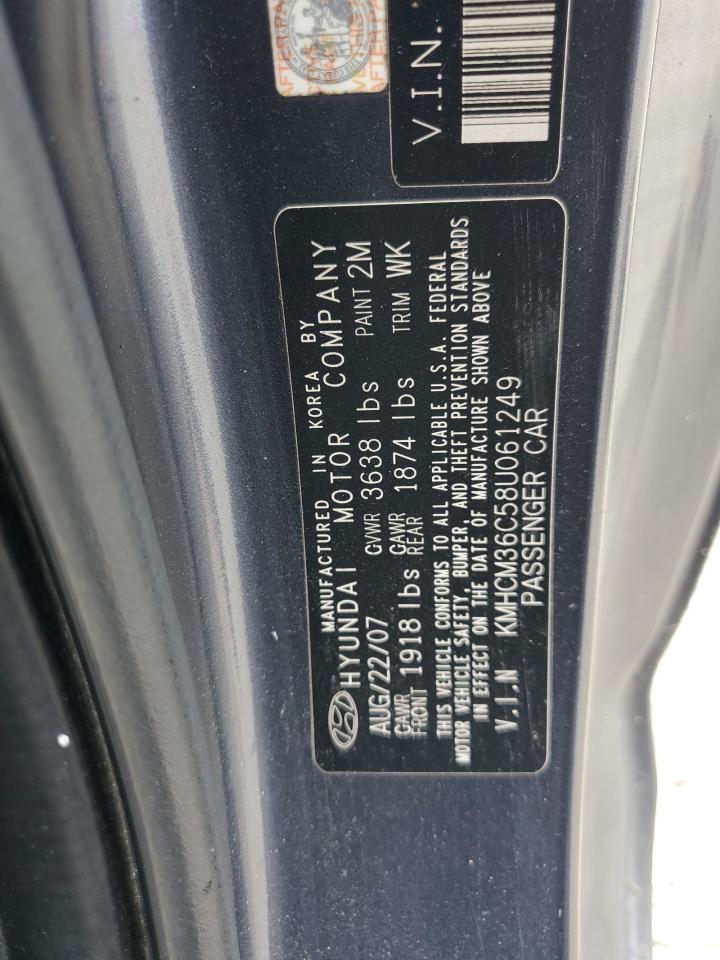 V.I.N.
MANUFACTURED IN KOREA BY
HYUNDAI MOTOR COMPANY
AUG/22/07 GVWR 3638 lbs PAINT 2M
GAWR FRONT 1918 lbs GAWR REAR 1874 lbs TRIM WK
THIS VEHICLE CONFORMS TO ALL APPLICABLE U.S.A. FEDERAL
MOTOR VEHICLE SAFETY, BUMPER, AND THEFT PREVENTION STANDARDS
IN EFFECT ON THE DATE OF MANUFACTURE SHOWN ABOVE
V.I.N KMHCM36C58U061249
PASSENGER CAR